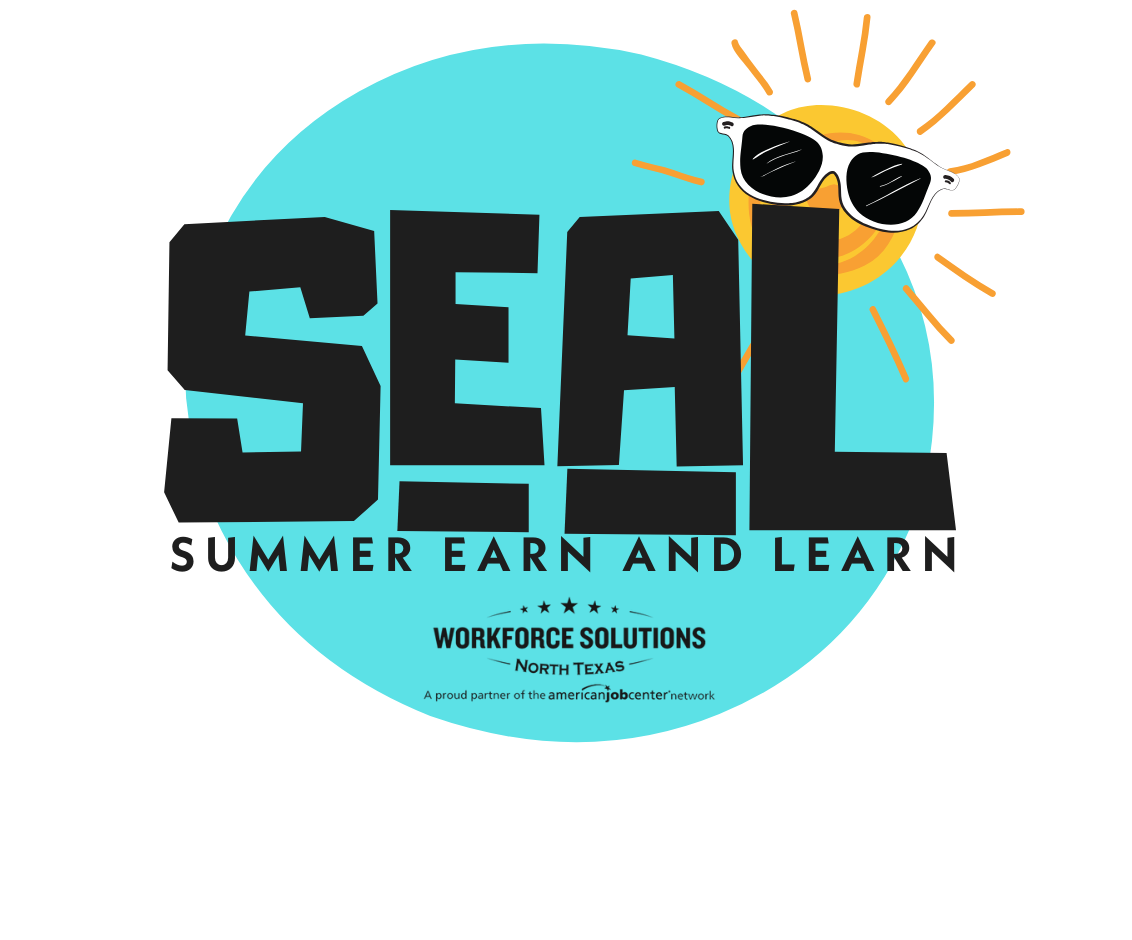 SEAL
SUMMER EARN AND LEARN
WORKFORCE SOLUTIONS
NORTH TEXAS
A proud partner of the americanjobcenter®network